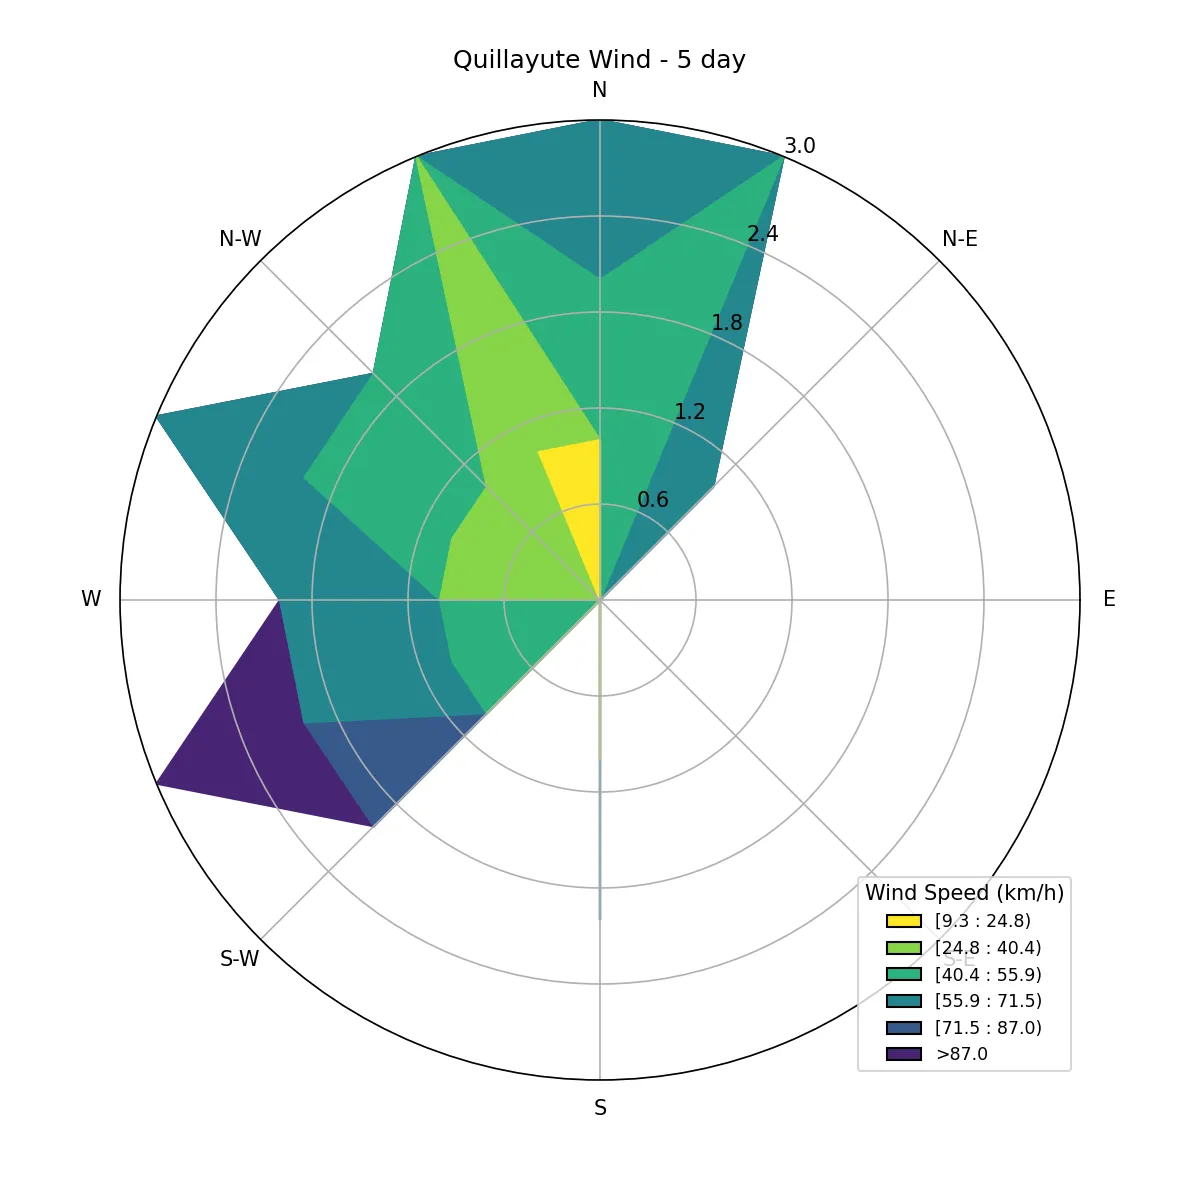 Quillayute Wind - 5 day
N
3.0
N-W
2.4
N-E
1.8
1.2
0.6
W
E
Wind Speed (km/h)
[9.3 : 24.8)
[24.8 : 40.4)
S-W
S-E
[40.4 : 55.9)
[55.9 : 71.5)
[71.5 : 87.0)
>87.0
S